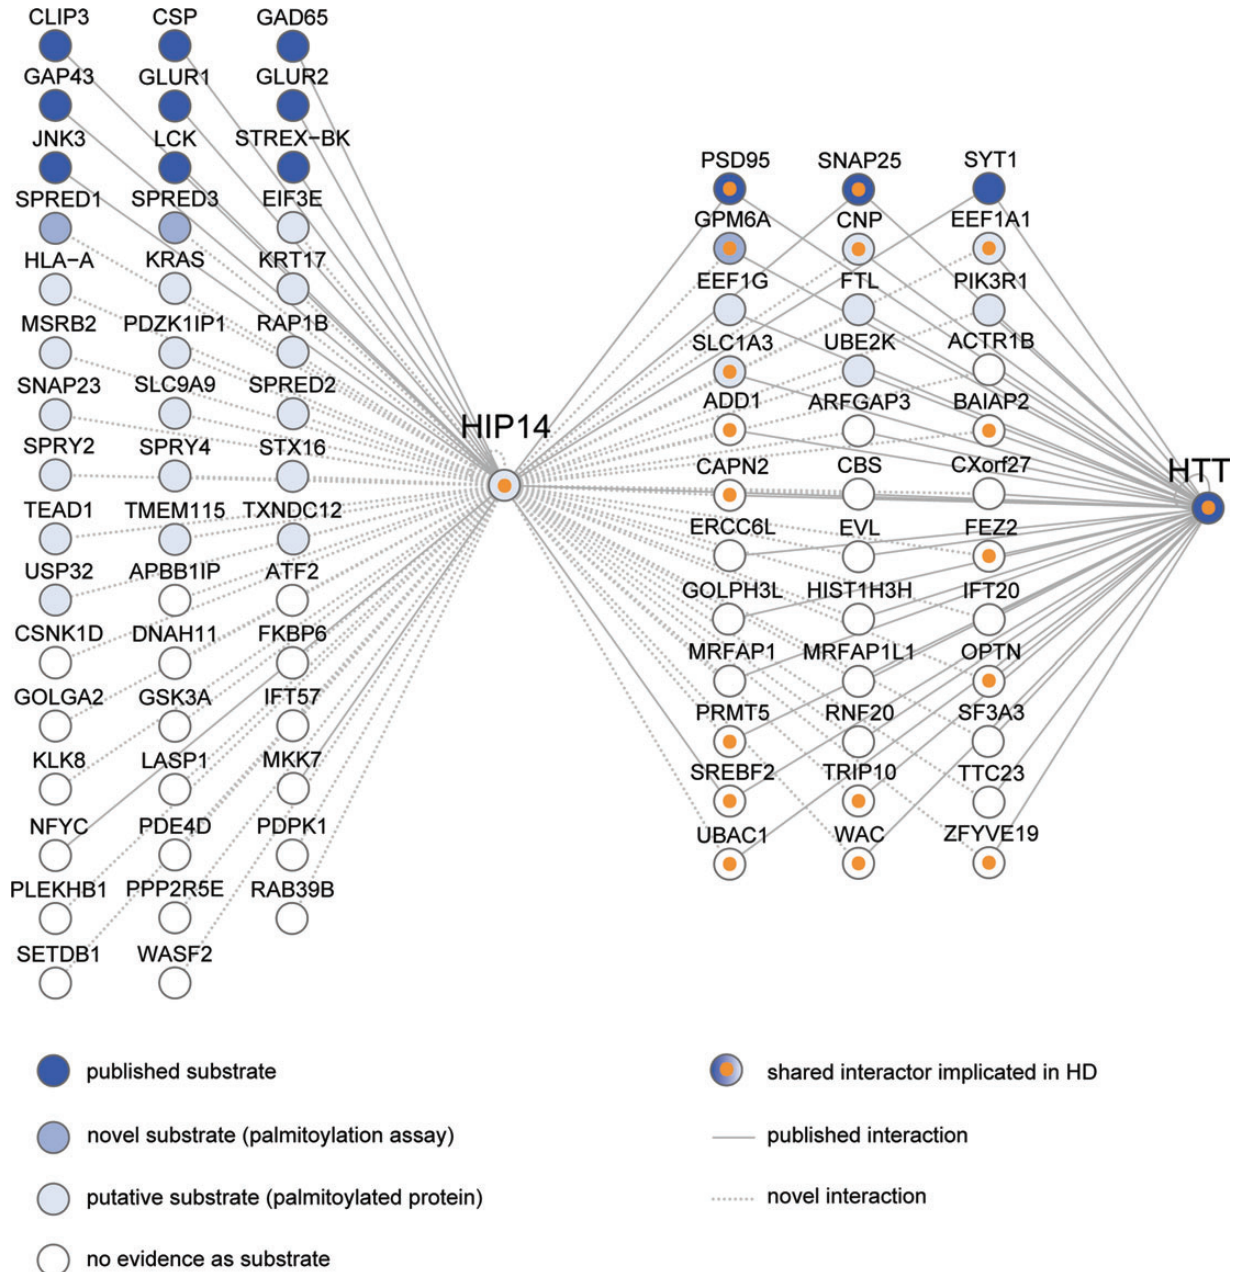 CLIP3 CSP GAD65
GAP43 GLUR1 GLUR2
JNK3 LCK STREX−BK
SPRED1 SPRED3 EIF3E
HLA−A KRAS KRT17
MSRB2 PDZK1IP1 RAP1B
SNAP23 SLC9A9 SPRED2
SPRY2 SPRY4 STX16
TEAD1 TMEM115 TXNDC12
USP32 APBB1IP ATF2
CSNK1D DNAH11 FKBP6
GOLGA2 GSK3A IFT57
KLK8 LASP1 MKK7
NFYC PDE4D PDPK1
PLEKHB1 PPP2R5E RAB39B
SETDB1 WASF2
HIP14
PSD95 SNAP25 SYT1
GPM6A CNP EEF1A1
EEF1G FTL PIK3R1
SLC1A3 UBE2K ACTR1B
ADD1 ARFGAP3 BAIAP2
CAPN2 CBS CXorf27
ERCC6L EVL FEZ2
GOLPH3L HIST1H3H IFT20
MRFAP1 MRFAP1L1 OPTN
PRMT5 RNF20 SF3A3
SREBF2 TRIP10 TTC23
UBAC1 WAC ZFYVE19
HTT
published substrate
novel substrate (palmitoylation assay)
putative substrate (palmitoylated protein)
no evidence as substrate
shared interactor implicated in HD
published interaction
novel interaction